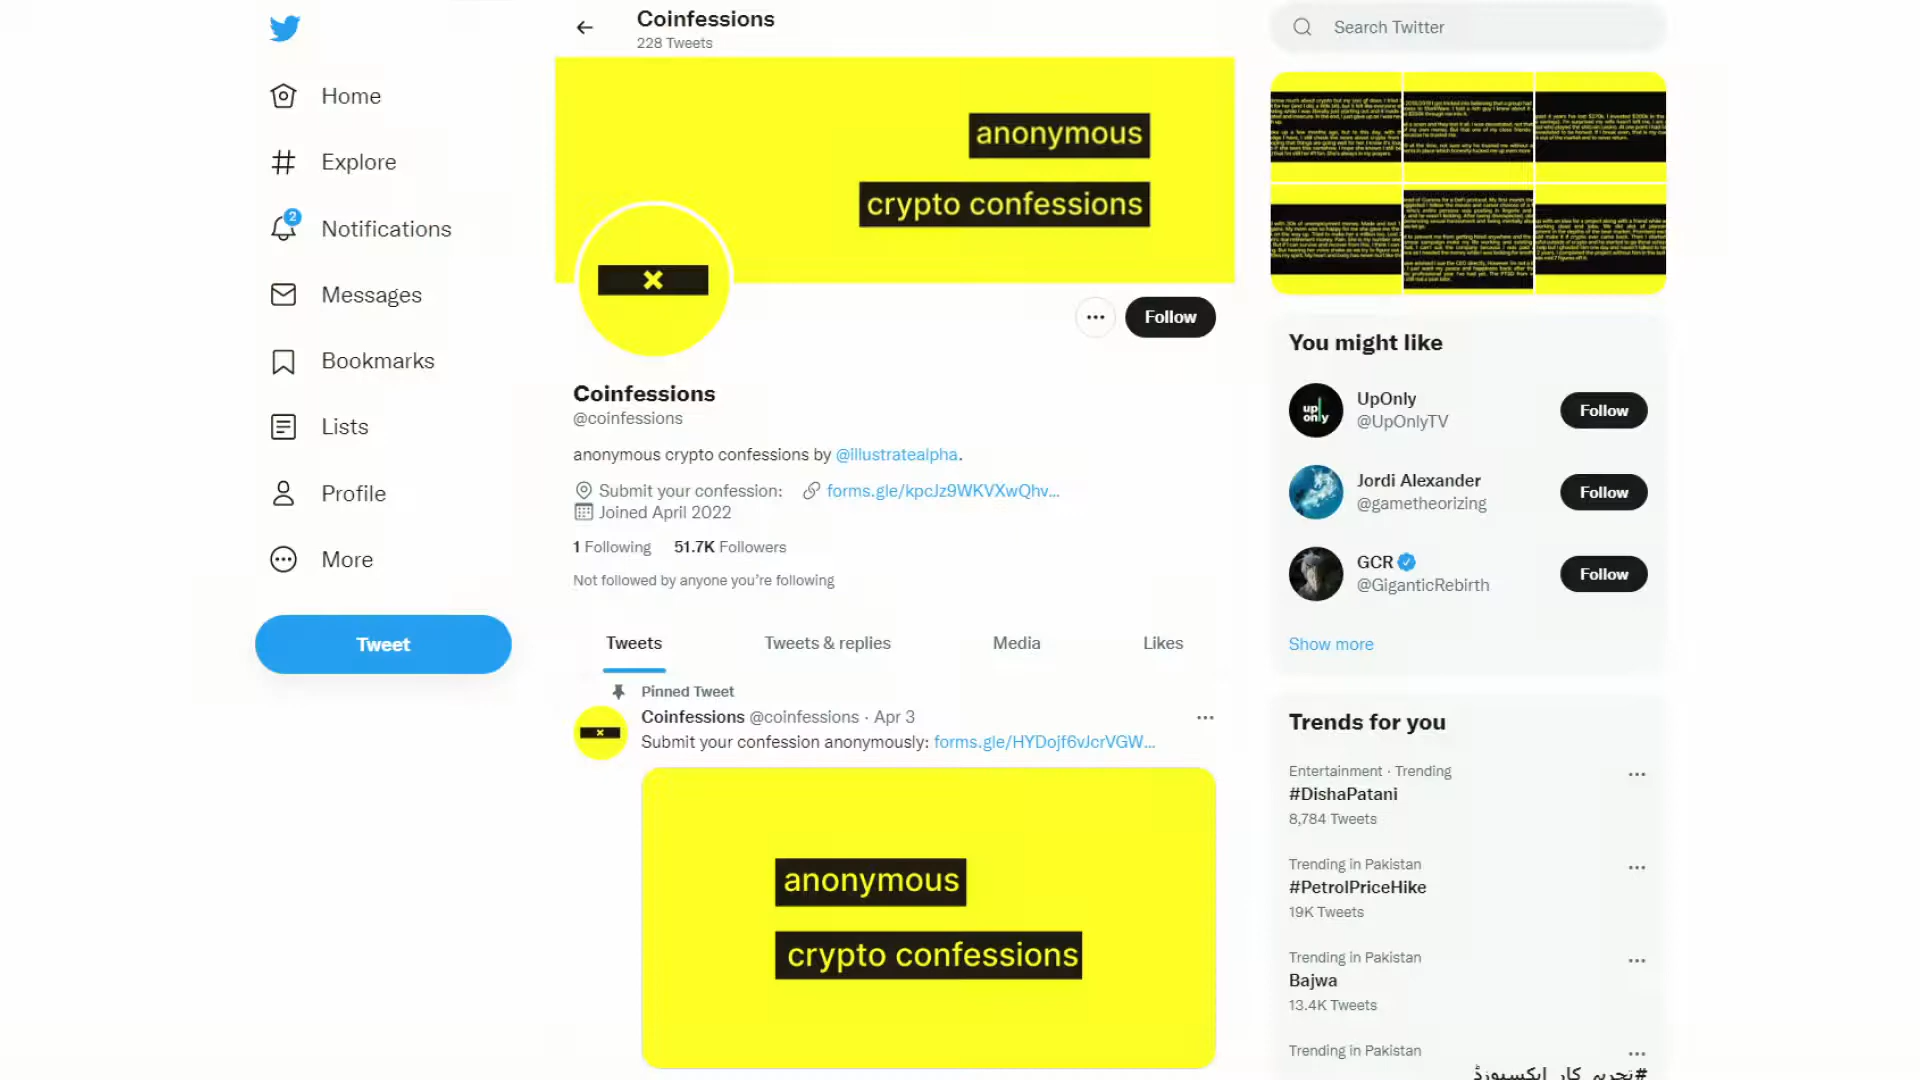 Home
Explore
2
Notifications
Messages
Bookmarks
Lists
Profile
More
Tweet
Coinfessions
228 Tweets
anonymous
crypto confessions
Follow
Coinfessions
@coinfessions
anonymous crypto confessions by @illustratealpha.
Submit your confession: forms.gle/kpcJz9WKVXwQhv...
Joined April 2022
1 Following 51.7K Followers
Not followed by anyone you're following
Tweets Tweets & replies Media Likes
Pinned Tweet
Coinfessions @coinfessions · Apr 3
Submit your confession anonymously: forms.gle/HYDojf6vJcrVGW...
anonymous
crypto confessions
Search Twitter
You might like
up only
UpOnly
@UpOnlyTV
Follow
Jordi Alexander
@gametheorizing
Follow
GCR
@GiganticRebirth
Follow
Show more
Trends for you
Entertainment · Trending
#DishaPatani
8,784 Tweets
Trending in Pakistan
#PetrolPriceHike
19K Tweets
Trending in Pakistan
Bajwa
13.4K Tweets
Trending in Pakistan